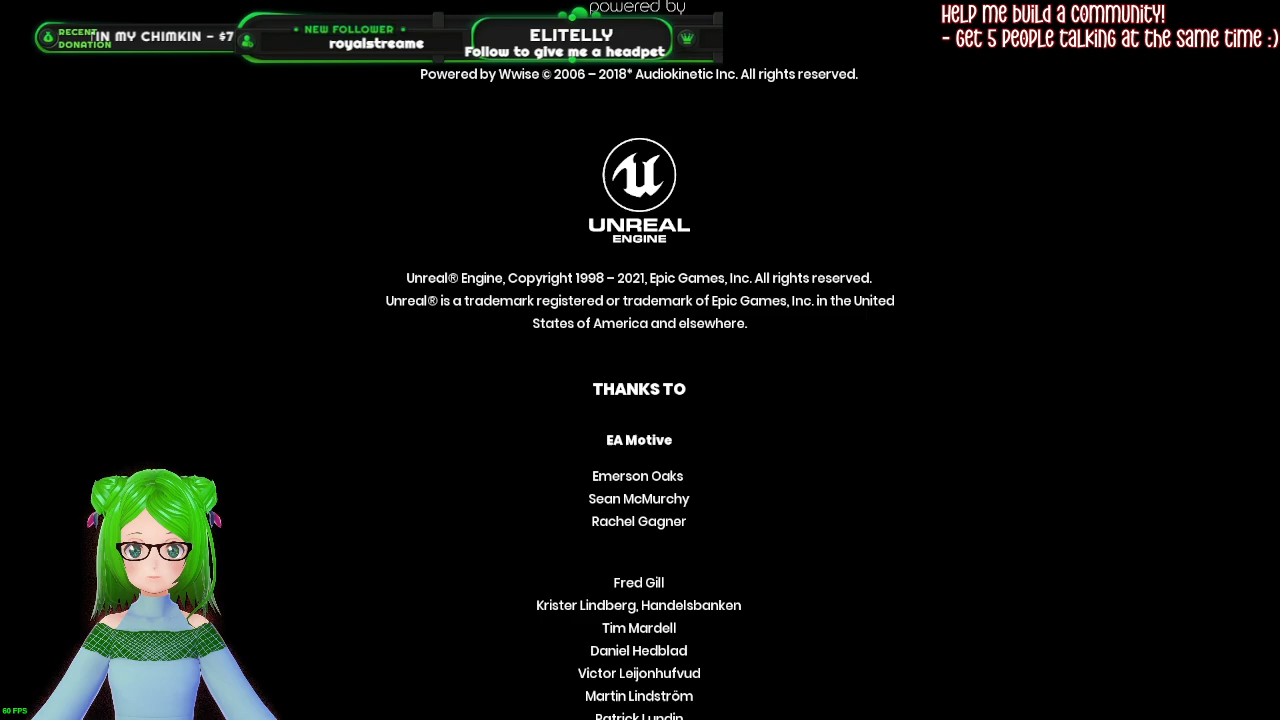 powered by
HELP ME BUILD A COMMUNITY!
- GET 5 PEOPLE TALKING AT THE SAME TIME :)
RECENT DONATION
IN MY CHIMKIN - $7
• NEW FOLLOWER •
royalstreame
ELITELLY
Follow to give me a headpet
Powered by Wwise © 2006 – 2018* Audiokinetic Inc. All rights reserved.
UNREAL
ENGINE
Unreal® Engine, Copyright 1998 – 2021, Epic Games, Inc. All rights reserved.
Unreal® is a trademark registered or trademark of Epic Games, Inc. in the United
States of America and elsewhere.
THANKS TO
EA Motive
Emerson Oaks
Sean McMurchy
Rachel Gagner
Fred Gill
Krister Lindberg, Handelsbanken
Tim Mardell
Daniel Hedblad
Victor Leijonhufvud
Martin Lindström
Patrick Lundin
60 FPS